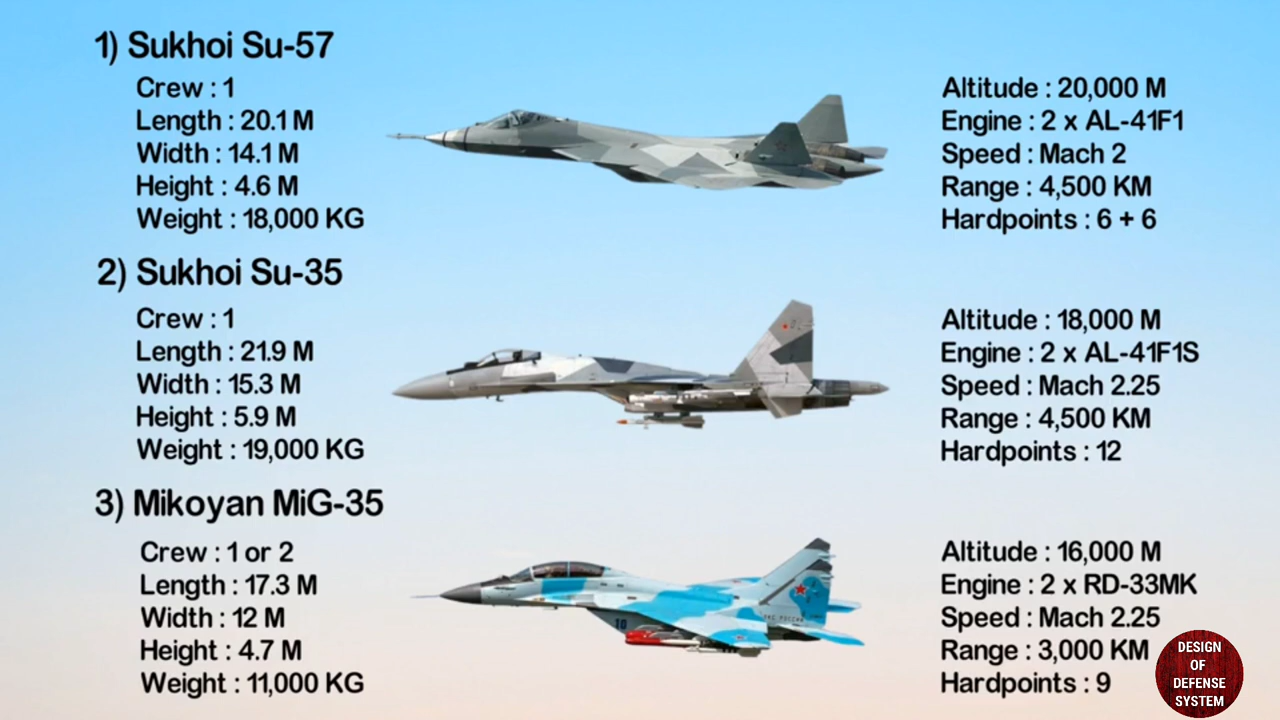 1) Sukhoi Su-57
Crew : 1
Length : 20.1 M
Width : 14.1 M
Height : 4.6 M
Weight : 18,000 KG
Altitude : 20,000 M
Engine : 2 x AL-41F1
Speed : Mach 2
Range : 4,500 KM
Hardpoints : 6 + 6
2) Sukhoi Su-35
Crew : 1
Length : 21.9 M
Width : 15.3 M
Height : 5.9 M
Weight : 19,000 KG
Altitude : 18,000 M
Engine : 2 x AL-41F1S
Speed : Mach 2.25
Range : 4,500 KM
Hardpoints : 12
3) Mikoyan MiG-35
Crew : 1 or 2
Length : 17.3 M
Width : 12 M
Height : 4.7 M
Weight : 11,000 KG
10
ВКС РОССИИ
Altitude : 16,000 M
Engine : 2 x RD-33MK
Speed : Mach 2.25
Range : 3,000 KM
Hardpoints : 9
DESIGN
OF
DEFENSE
SYSTEM